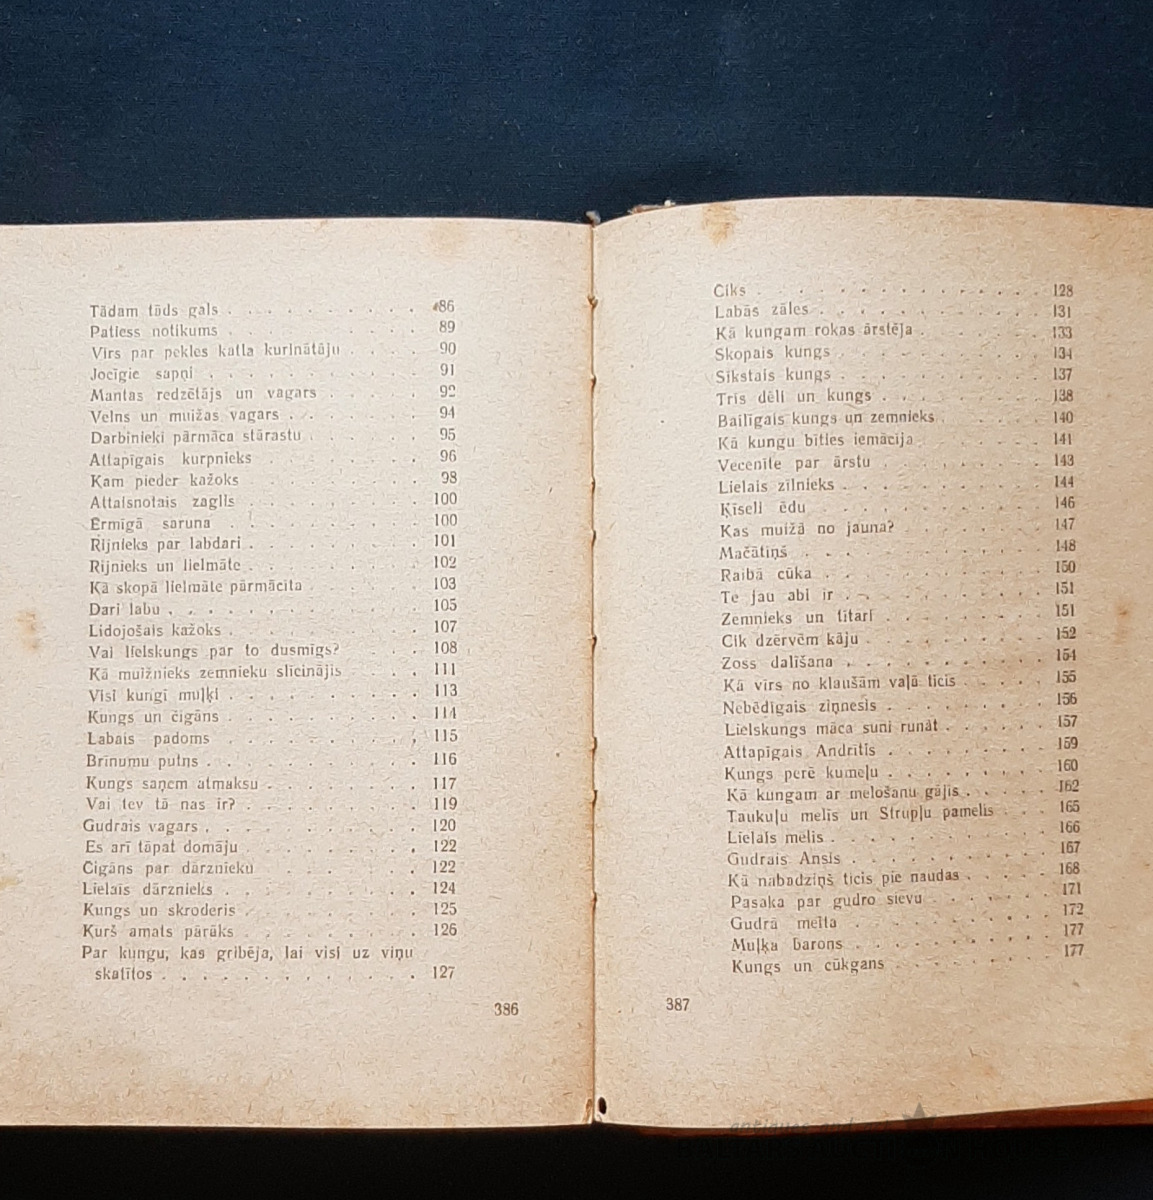 Tādam tāds gals . . . . . . . . . . 86
Patiess notikums . . . . . . . . . 89
Vīrs par pekles katla kurinātāju . . . . 90
Jocīgie sapņi . . . . . . . . . . 91
Mantas redzētājs un vagars . . . . . 92
Velns un muižas vagars . . . . . . 94
Darbinieki pārmāca stārastu . . . . . 95
Attapīgais kurpnieks . . . . . . . 96
Kam pieder kažoks . . . . . . . . 98
Attaisnotais zaglis . . . . . . . . 100
Ērmīgā saruna . . . . . . . . . 100
Rijnieks par labdari . . . . . . . . 101
Rijnieks un lielmāte . . . . . . . . 102
Kā skopā lielmāte pārmācīta . . . . . 103
Dari labu . . . . . . . . . . . 105
Lidojošais kažoks . . . . . . . . 107
Vai lielskungs par to dusmīgs? . . . . 108
Kā muižnieks zemnieku slīcinājis . . . 111
Visi kungi muļķi . . . . . . . . . 113
Kungs un čigāns . . . . . . . . . 114
Labais padoms . . . . . . . . . 115
Brīnumu putns . . . . . . . . . . 116
Kungs saņem atmaksu . . . . . . . 117
Vai tev tā nas ir? . . . . . . . . 119
Gudrais vagars . . . . . . . . . . 120
Es arī tāpat domāju . . . . . . . . 122
Čigāns par dārznieku . . . . . . . 122
Lielais dārznieks . . . . . . . . . 124
Kungs un skroderis . . . . . . . . 125
Kurš amats pārāks . . . . . . . . 126
Par kungu, kas gribēja, lai visi uz viņu
skatītos . . . . . . . . . . . 127
386
Ciks . . . . . . . . . . . . 128
Labās zāles . . . . . . . . . . 131
Kā kungam rokas ārstēja . . . . . . 133
Skopais kungs . . . . . . . . . 134
Sīkstais kungs . . . . . . . . . 137
Trīs dēli un kungs . . . . . . . . 138
Bailīgais kungs un zemnieks . . . . . 140
Kā kungu bīties iemācīja . . . . . . 141
Vecenīte par ārstu . . . . . . . . 143
Lielais zīlnieks . . . . . . . . . 144
Ķīseli ēdu . . . . . . . . . . 146
Kas muižā no jauna? . . . . . . . 147
Mačātiņš . . . . . . . . . . . 148
Raibā cūka . . . . . . . . . . 150
Te jau abi ir . . . . . . . . . . 151
Zemnieks un tītari . . . . . . . . 151
Cik dzērvēm kāju . . . . . . . . 152
Zoss dalīšana . . . . . . . . . . 154
Kā vīrs no klaušām vaļā ticis . . . . . 155
Nebēdīgais ziņnesis . . . . . . . . 156
Lielskungs māca suni runāt . . . . . . 157
Attapīgais Andrītis . . . . . . . . 159
Kungs perē kumeļu . . . . . . . . 160
Kā kungam ar melošanu gājis . . . . . 162
Taukuļu melis un Strupļu pamelis . . . 165
Lielais melis . . . . . . . . . . 166
Gudrais Ansis . . . . . . . . . . 167
Kā nabadziņš ticis pie naudas . . . . . 168
Pasaka par gudro sievu . . . . . . . 171
Gudrā meita . . . . . . . . . . 172
Muļķa barons . . . . . . . . . . 177
Kungs un cūkgans . . . . . . . . 177
387